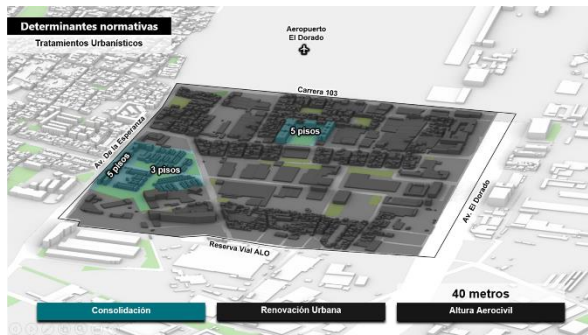 Determinantes normativas
Tratamientos Urbanísticos
Aeropuerto
El Dorado
Carrera 103
Av. De la Esperanza
5 pisos
5 pisos
3 pisos
Av. El Dorado
Reserva Vial ALO
40 metros
Consolidación
Renovación Urbana
Altura Aerocivil